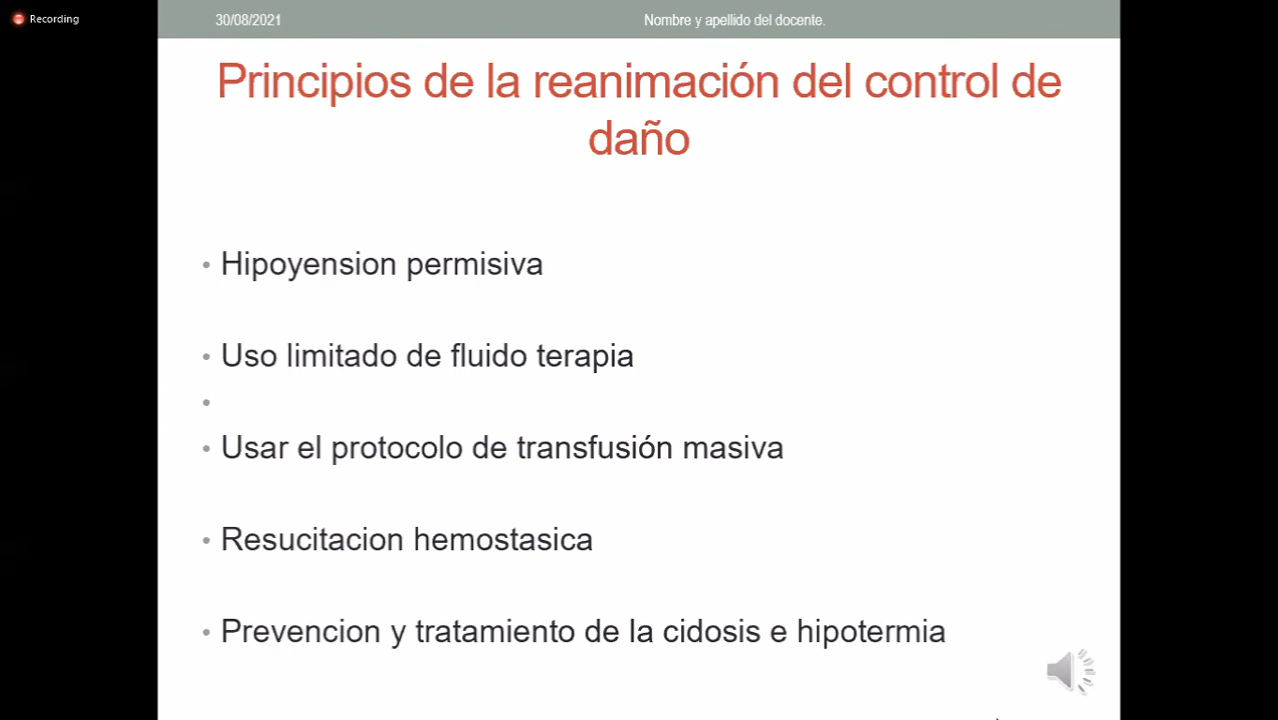 Recording
30/08/2021
Nombre y apellido del docente.
Principios de la reanimación del control de
daño
• Hipoyension permisiva
• Uso limitado de fluido terapia
•
• Usar el protocolo de transfusión masiva
• Resucitacion hemostasica
• Prevencion y tratamiento de la cidosis e hipotermia